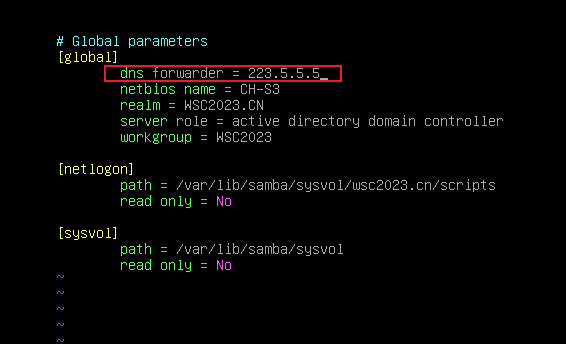 # Global parameters
[global]
dns forwarder = 223.5.5.5_
netbios name = CH-S3
realm = WSC2023.CN
server role = active directory domain controller
workgroup = WSC2023
[netlogon]
path = /var/lib/samba/sysvol/wsc2023.cn/scripts
read only = No
[sysvol]
path = /var/lib/samba/sysvol
read only = No
~
~
~
~
~